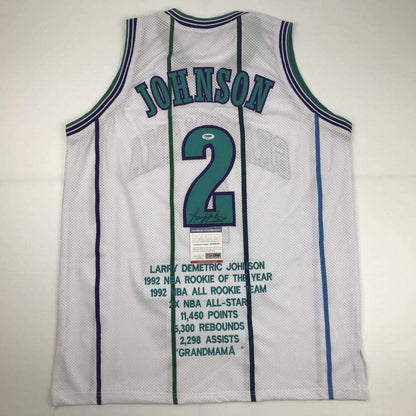 JOHNSON
2
LARRY DEMETRIC JOHNSON
1992 NBA ROOKIE OF THE YEAR
1992 NBA ALL ROOKIE TEAM
2X NBA ALL-STAR
11,450 POINTS
5,300 REBOUNDS
2,298 ASSISTS
"GRANDMAMA"